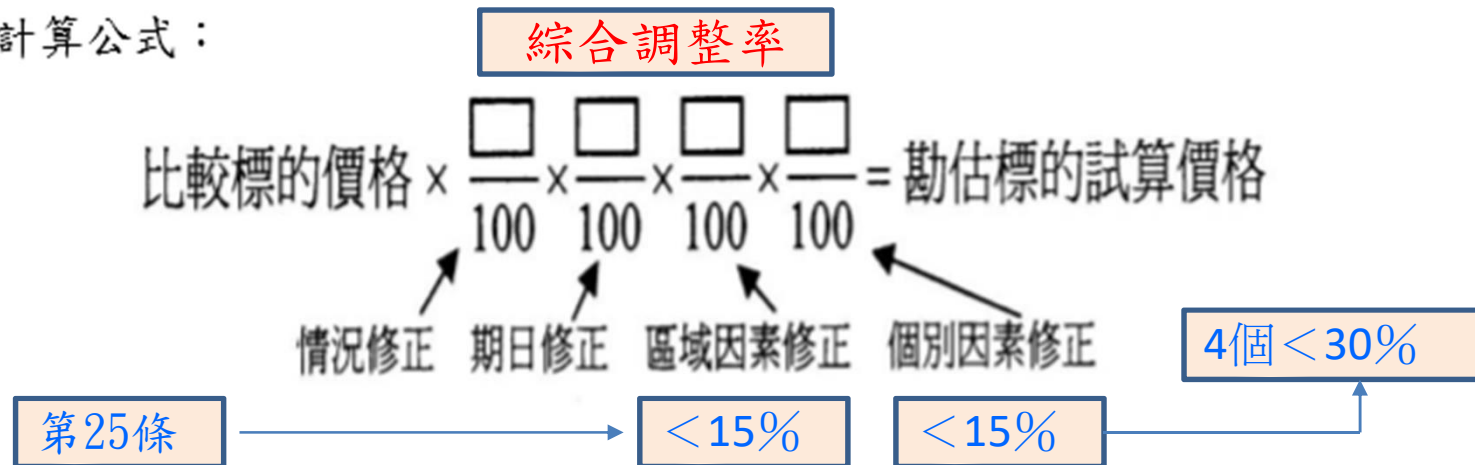 計算公式：
綜合調整率
比較標的價格 × □/100 × □/100 × □/100 × □/100 = 勘估標的試算價格
情況修正 期日修正 區域因素修正 個別因素修正
4個＜30％
第25條 ＜15％ ＜15％